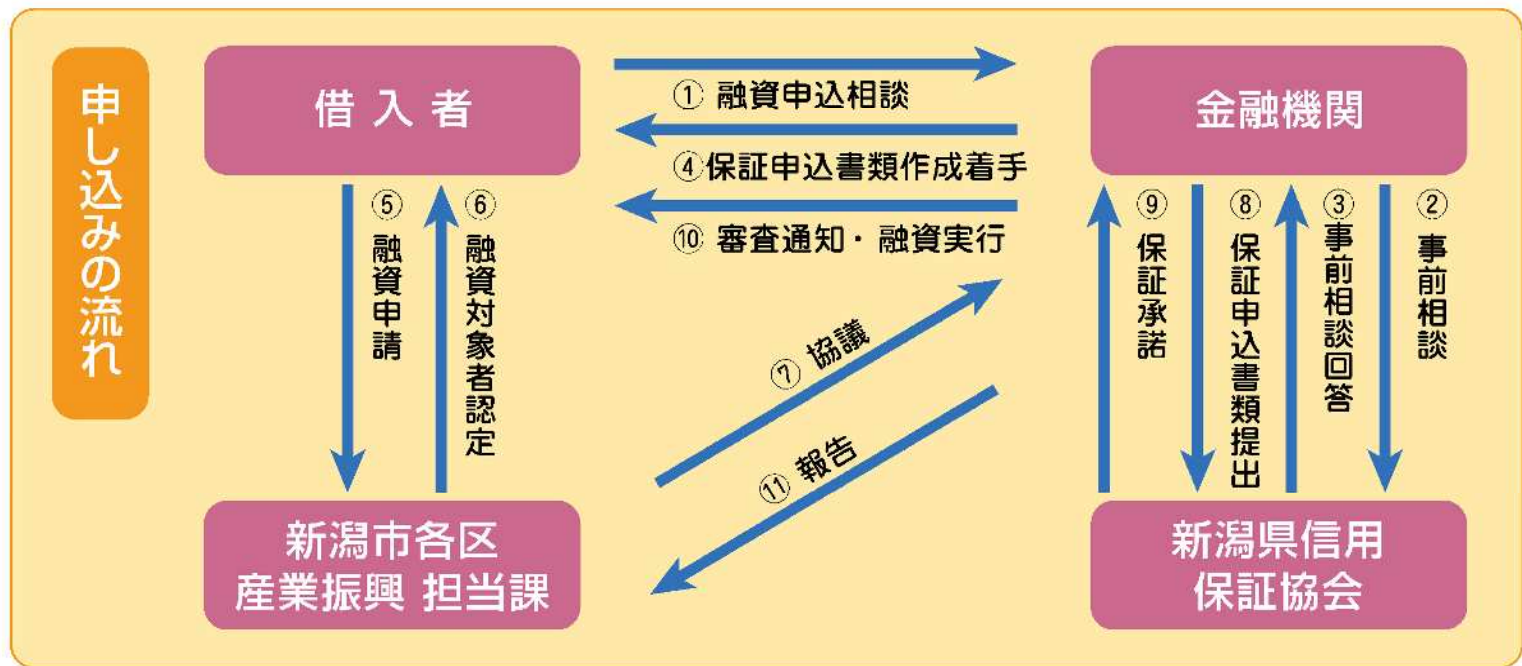 申し込みの流れ
借入者
金融機関
① 融資申込相談
④保証申込書類作成着手
⑩ 審査通知・融資実行
⑤ 融資申請
⑥ 融資対象者認定
⑦ 協議
⑪ 報告
⑨ 保証承諾
⑧ 保証申込書類提出
③ 事前相談回答
② 事前相談
新潟市各区
産業振興 担当課
新潟県信用
保証協会